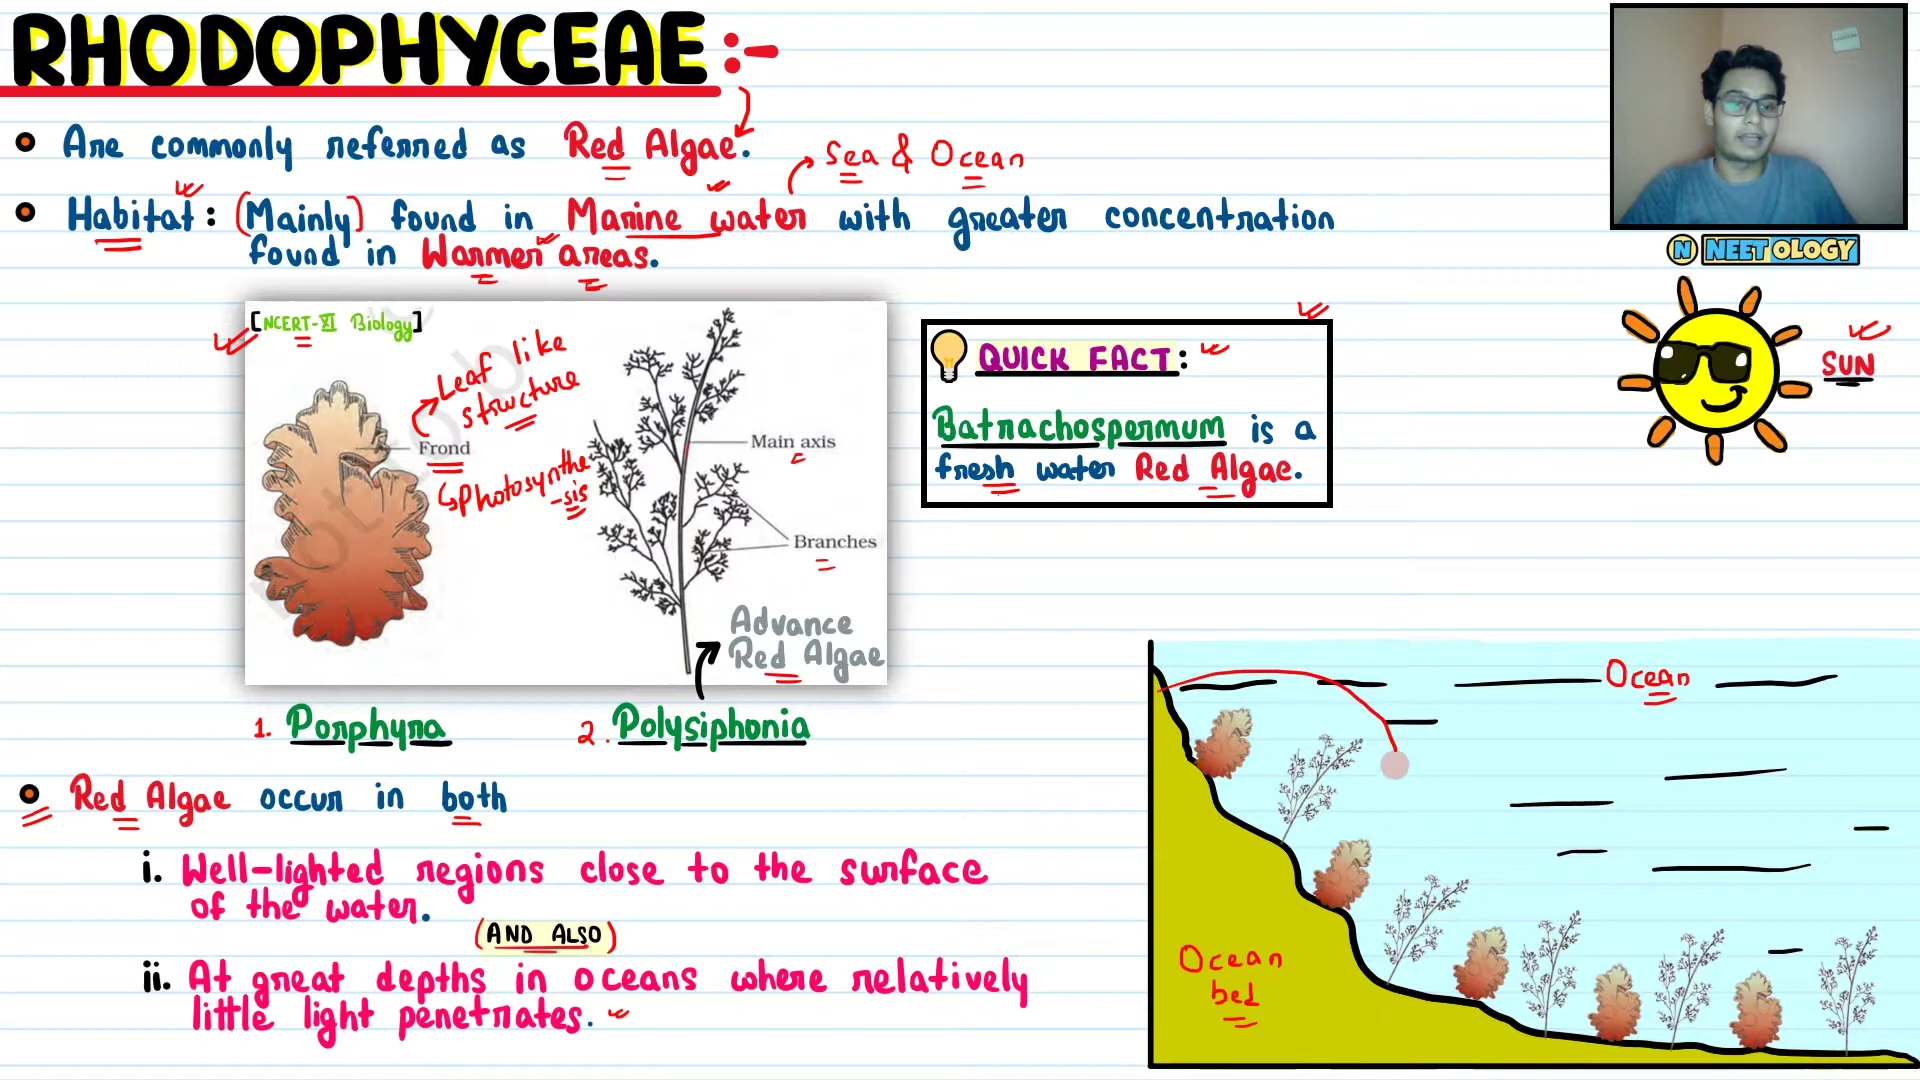 RHODOPHYCEAE :-
• Are commonly referred as Red Algae.
Sea & Ocean
• Habitat : (Mainly) found in Marine water with greater concentration
found in Warmer areas.
N NEETOLOGY
SUN
[NCERT-XI Biology]
Leaf like
structure
Frond
Photosynthe
-sis
Main axis
Branches
Advance
Red Algae
1. Porphyra
2. Polysiphonia
QUICK FACT :
Batrachospermum is a
fresh water Red Algae.
• Red Algae occur in both
i. Well-lighted regions close to the surface
of the water.
(AND ALSO)
ii. At great depths in oceans where relatively
little light penetrates.
Ocean
Ocean
bed